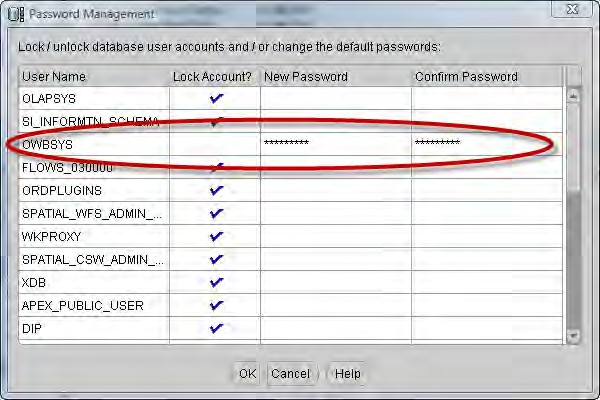 Password Management
Lock / unlock database user accounts and / or change the default passwords:
User Name Lock Account? New Password Confirm Password
OLAPSYS
SI_INFORMTN_SCHEMA
OWBSYS ********* *********
FLOWS_030000
ORDPLUGINS
SPATIAL_WFS_ADMIN_...
WKPROXY
SPATIAL_CSW_ADMIN_...
XDB
APEX_PUBLIC_USER
DIP
OK Cancel Help